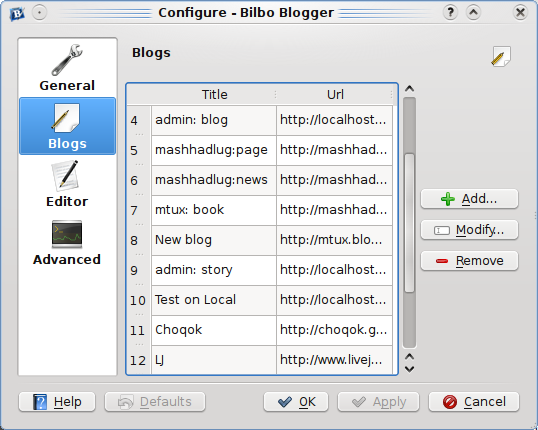 Configure - Bilbo Blogger
General
Blogs
Editor
Advanced
Blogs
Title Url
4 admin: blog http://localhost...
5 mashhadlug:page http://mashhad...
6 mashhadlug:news http://mashhad...
7 mtux: book http://mashhad...
8 New blog http://mtux.blo...
9 admin: story http://localhost...
10 Test on Local http://localhost...
11 Choqok http://choqok.g...
12 LJ http://www.livej...
Add...
Modify...
Remove
Help Defaults OK Apply Cancel